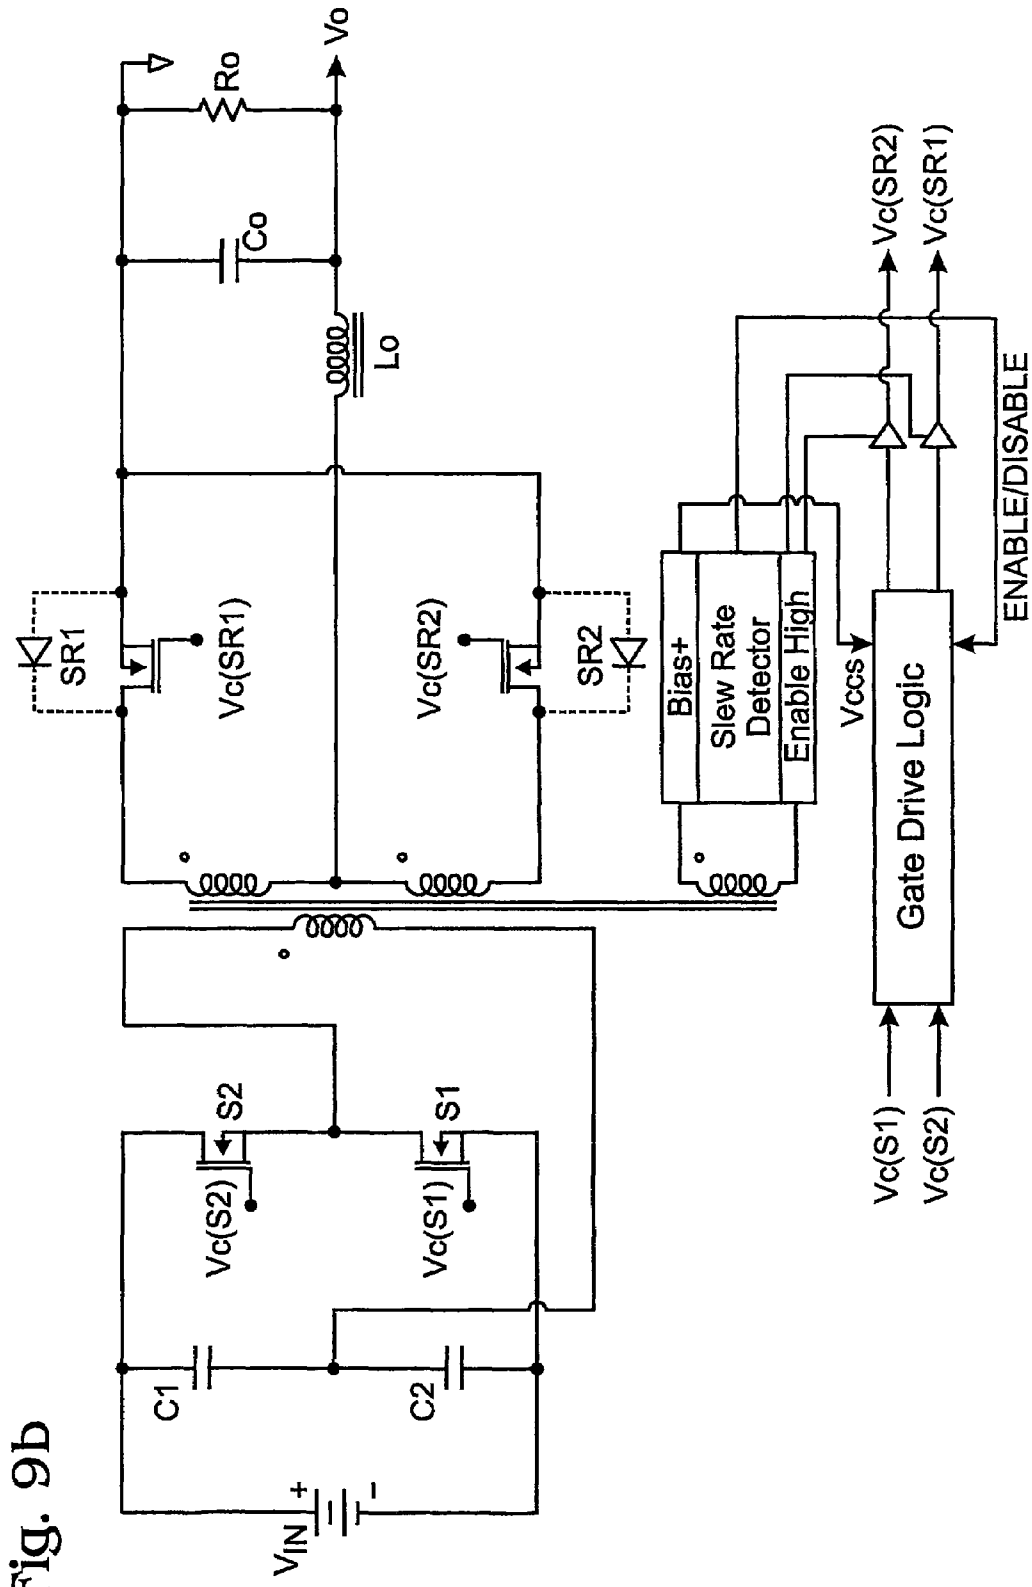 Fig. 9b
VIN
+
-
C1
C2
Vc(S2)
S2
Vc(S1)
S1
SR1
Vc(SR1)
Vc(SR2)
SR2
Lo
Co
Ro
Vo
Bias+
Slew Rate
Detector
Enable High
Vccs
Gate Drive Logic
Vc(S1)
Vc(S2)
Vc(SR2)
Vc(SR1)
ENABLE/DISABLE